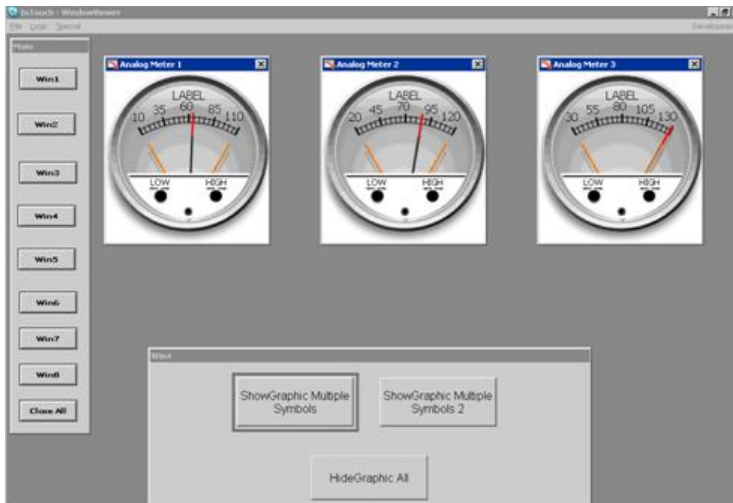 InTouch - WindowViewer
File Logic Special
Development
Main
Win1
Win2
Win3
Win4
Win5
Win6
Win7
Win8
Close All
Analog Meter 1
LABEL
10 35 60 85 110
LOW HIGH
Analog Meter 2
LABEL
20 45 70 95 120
LOW HIGH
Analog Meter 3
LABEL
30 55 80 105 130
LOW HIGH
Win4
ShowGraphic Multiple
Symbols
ShowGraphic Multiple
Symbols 2
HideGraphic All